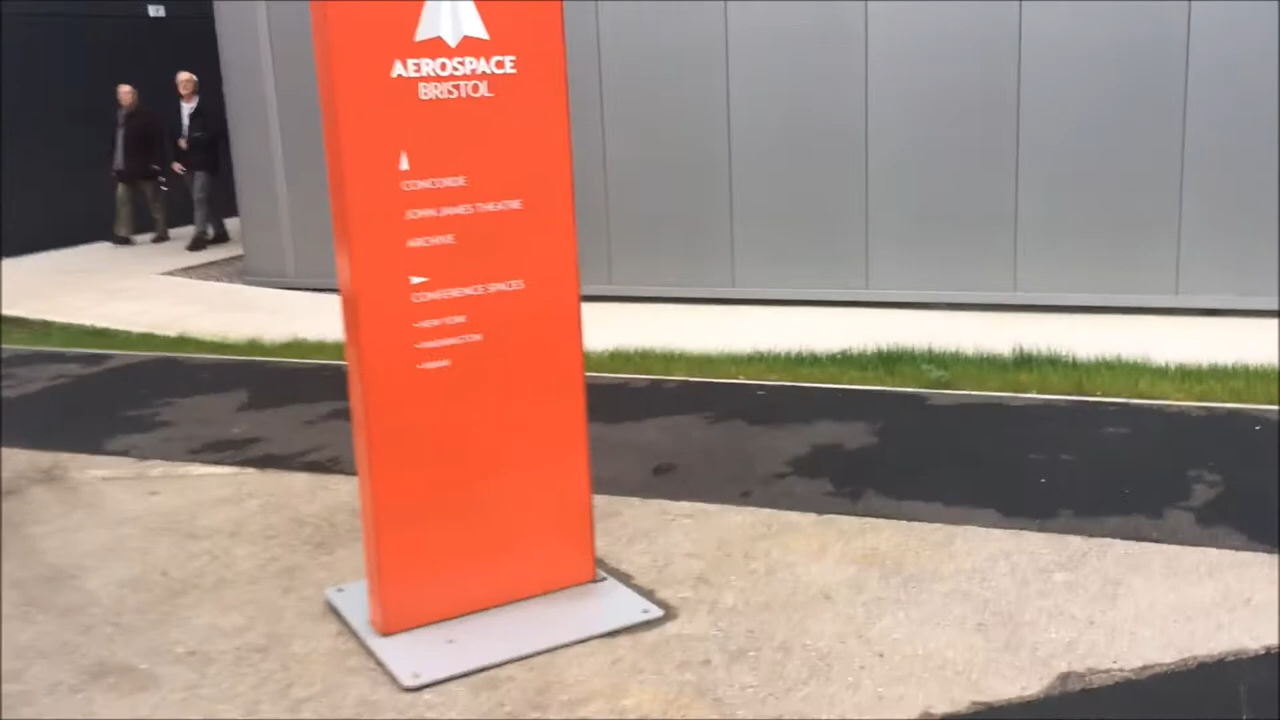 AEROSPACE
BRISTOL
CONCORDE
JOHN JAMES THEATRE
ARCHIVE
CONFERENCE SPACES
• NEW YORK
• WASHINGTON